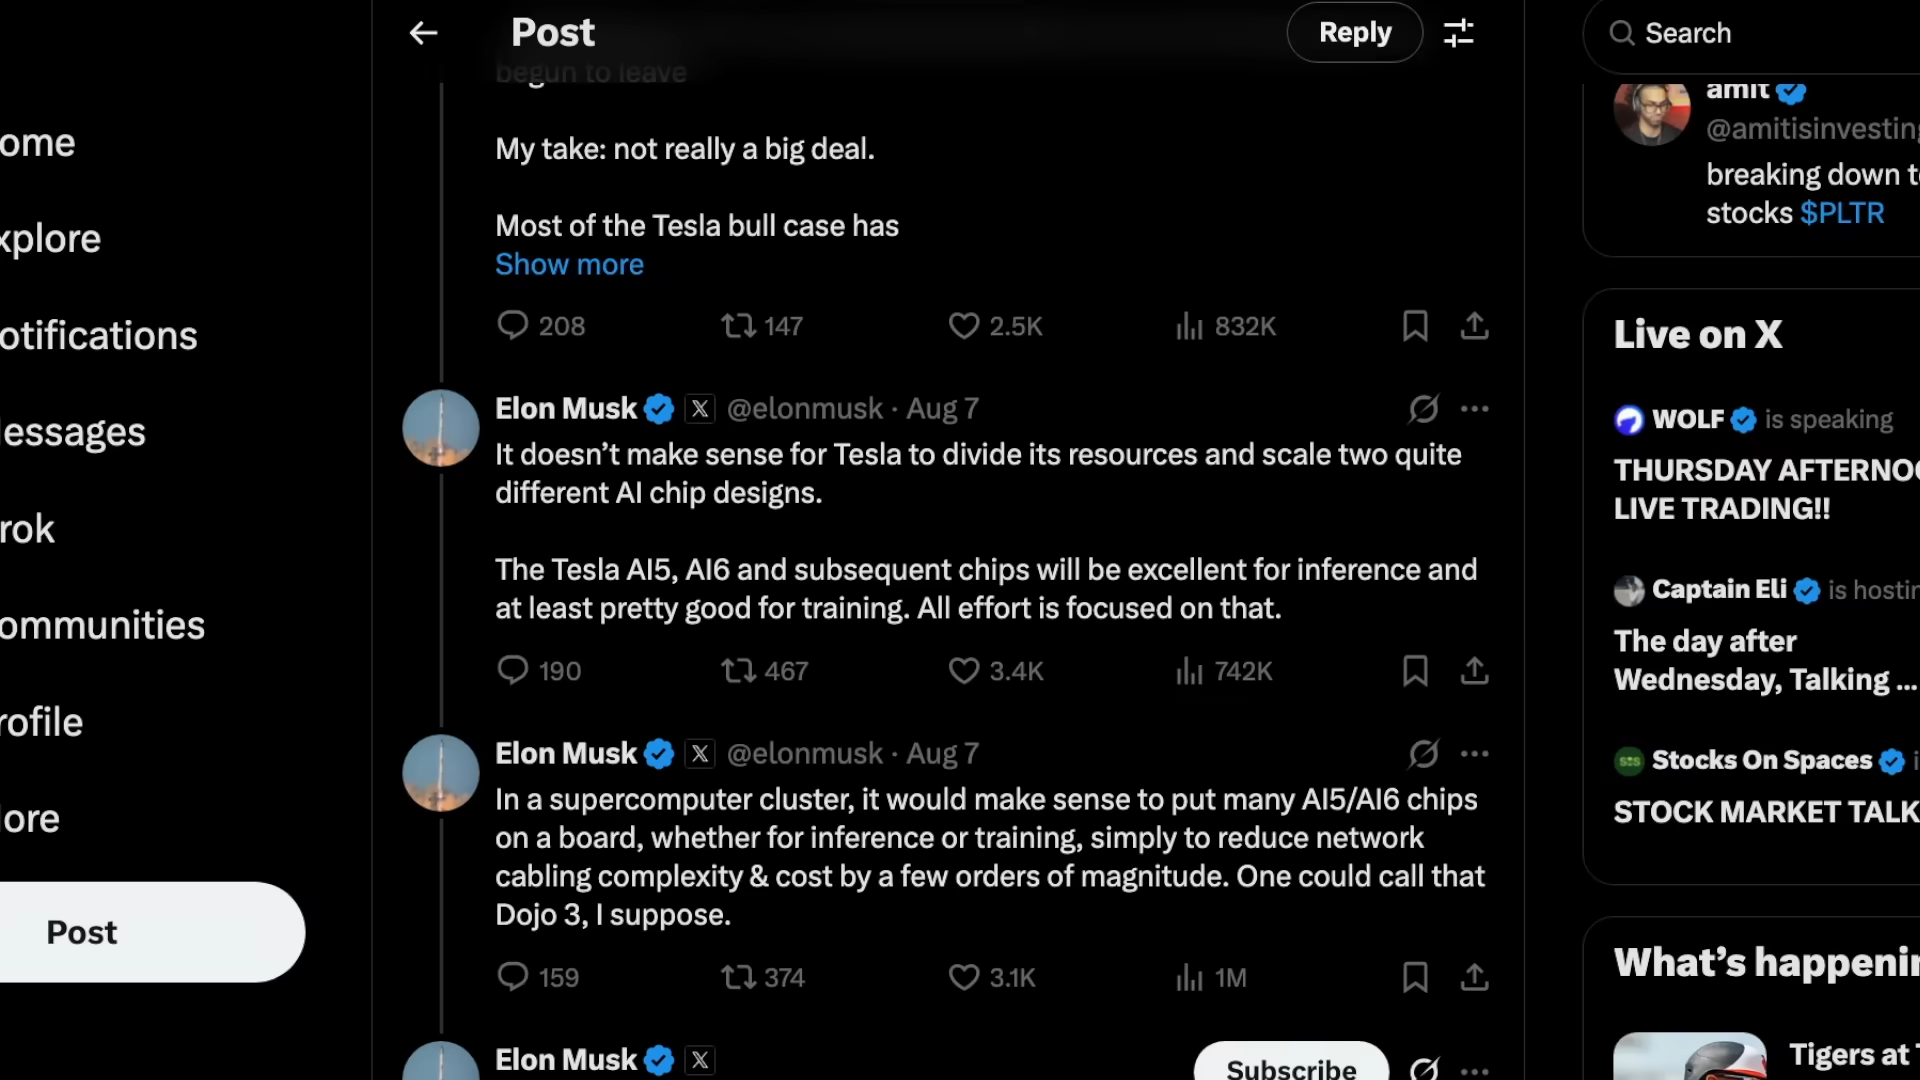 Post
Reply
Search
begun to leave
My take: not really a big deal.
Most of the Tesla bull case has
Show more
208 147 2.5K 832K
Elon Musk @elonmusk · Aug 7
It doesn’t make sense for Tesla to divide its resources and scale two quite
different AI chip designs.
The Tesla AI5, AI6 and subsequent chips will be excellent for inference and
at least pretty good for training. All effort is focused on that.
190 467 3.4K 742K
Elon Musk @elonmusk · Aug 7
In a supercomputer cluster, it would make sense to put many AI5/AI6 chips
on a board, whether for inference or training, simply to reduce network
cabling complexity & cost by a few orders of magnitude. One could call that
Dojo 3, I suppose.
159 374 3.1K 1M
Elon Musk
Subscribe
ome
xplore
otifications
essages
rok
ommunities
rofile
ore
Post
amit
@amitisinvesting
breaking down t
stocks $PLTR
Live on X
WOLF is speaking
THURSDAY AFTERNOO
LIVE TRADING!!
Captain Eli is hostin
The day after
Wednesday, Talking ...
Stocks On Spaces i
STOCK MARKET TALK
What’s happenin
Tigers at T